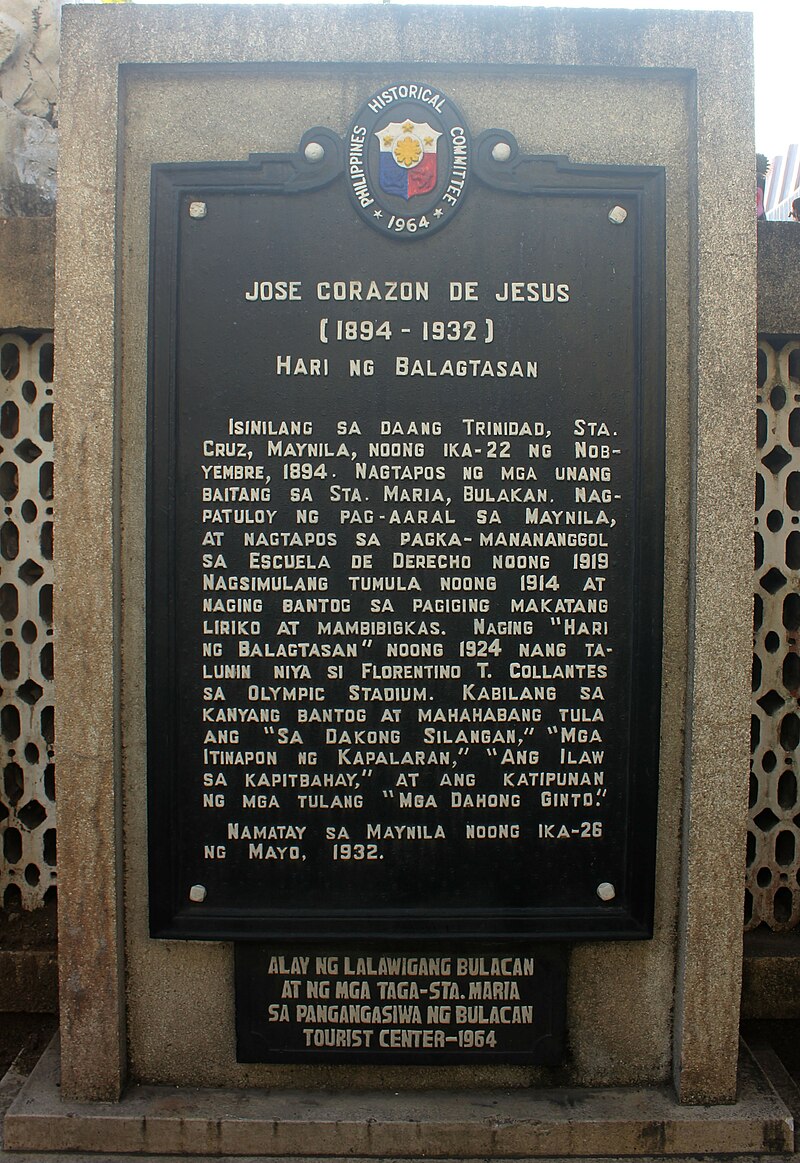 PHILIPPINES HISTORICAL COMMITTEE
★ 1964 ★
JOSE CORAZON DE JESUS
(1894 - 1932)
HARI NG BALAGTASAN
ISINILANG SA DAANG TRINIDAD, STA.
CRUZ, MAYNILA, NOONG IKA-22 NG NOB-
YEMBRE, 1894. NAGTAPOS NG MGA UNANG
BAITANG SA STA. MARIA, BULAKAN. NAG-
PATULOY NG PAG-AARAL SA MAYNILA,
AT NAGTAPOS SA PAGKA-MANANANGGOL
SA ESCUELA DE DERECHO NOONG 1919
NAGSIMULANG TUMULA NOONG 1914 AT
NAGING BANTOG SA PAGIGING MAKATANG
LIRIKO AT MAMBIBIGKAS. NAGING "HARI
NG BALAGTASAN" NOONG 1924 NANG TA-
LUNIN NIYA SI FLORENTINO T. COLLANTES
SA OLYMPIC STADIUM. KABILANG SA
KANYANG BANTOG AT MAHAHABANG TULA
ANG "SA DAKONG SILANGAN," "MGA
ITINAPON NG KAPALARAN," "ANG ILAW
SA KAPITBAHAY," AT ANG KATIPUNAN
NG MGA TULANG "MGA DAHONG GINTO."
NAMATAY SA MAYNILA NOONG IKA-26
NG MAYO, 1932.
ALAY NG LALAWIGANG BULACAN
AT NG MGA TAGA-STA. MARIA
SA PANGANGASIWA NG BULACAN
TOURIST CENTER-1964